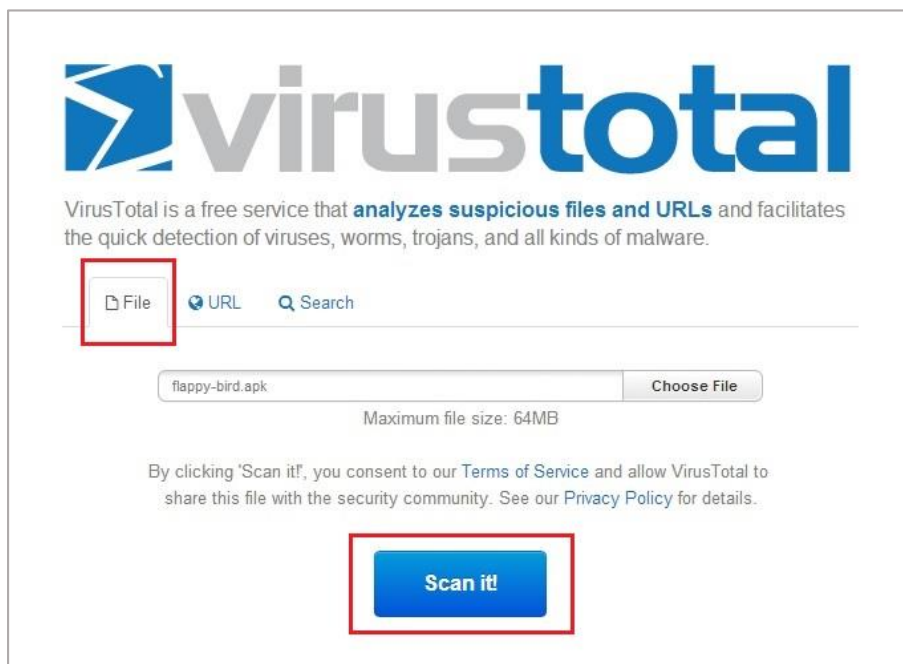 virustotal
VirusTotal is a free service that analyzes suspicious files and URLs and facilitates
the quick detection of viruses, worms, trojans, and all kinds of malware.
File URL Search
flappy-bird.apk Choose File
Maximum file size: 64MB
By clicking 'Scan it!', you consent to our Terms of Service and allow VirusTotal to
share this file with the security community. See our Privacy Policy for details.
Scan it!